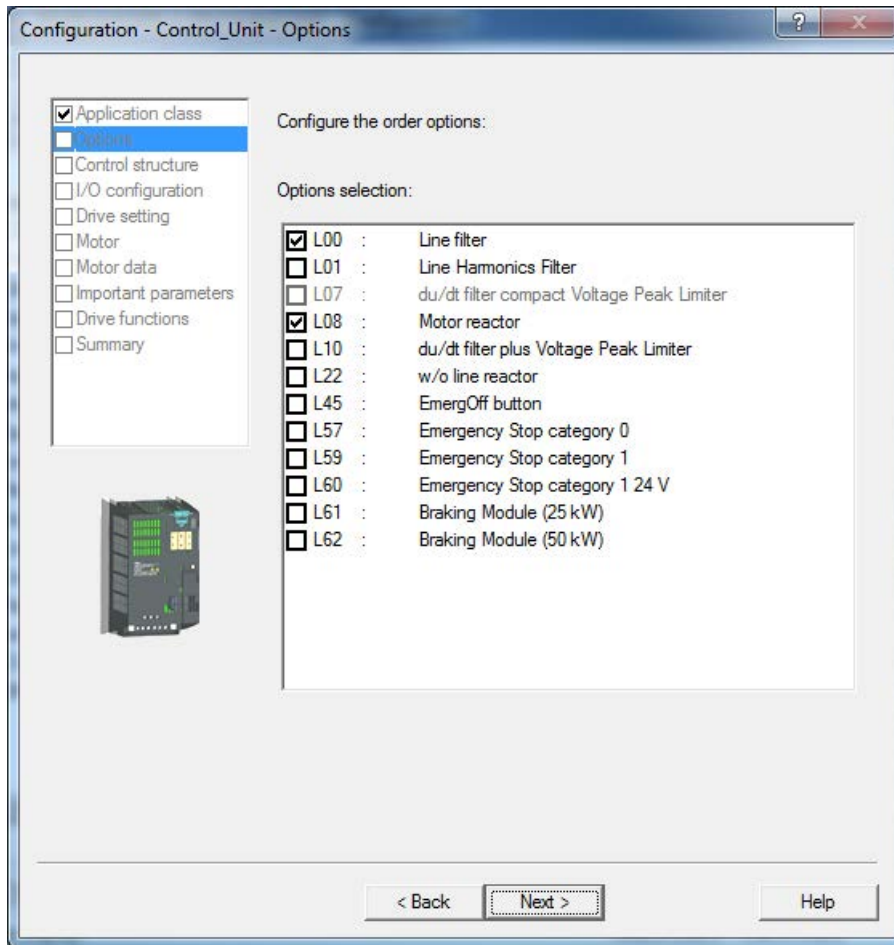 Configuration - Control_Unit - Options
?
X
Application class
Options
Control structure
I/O configuration
Drive setting
Motor
Motor data
Important parameters
Drive functions
Summary
Configure the order options:
Options selection:
L00 : Line filter
L01 : Line Harmonics Filter
L07 : du/dt filter compact Voltage Peak Limiter
L08 : Motor reactor
L10 : du/dt filter plus Voltage Peak Limiter
L22 : w/o line reactor
L45 : EmergOff button
L57 : Emergency Stop category 0
L59 : Emergency Stop category 1
L60 : Emergency Stop category 1 24 V
L61 : Braking Module (25 kW)
L62 : Braking Module (50 kW)
< Back
Next >
Help